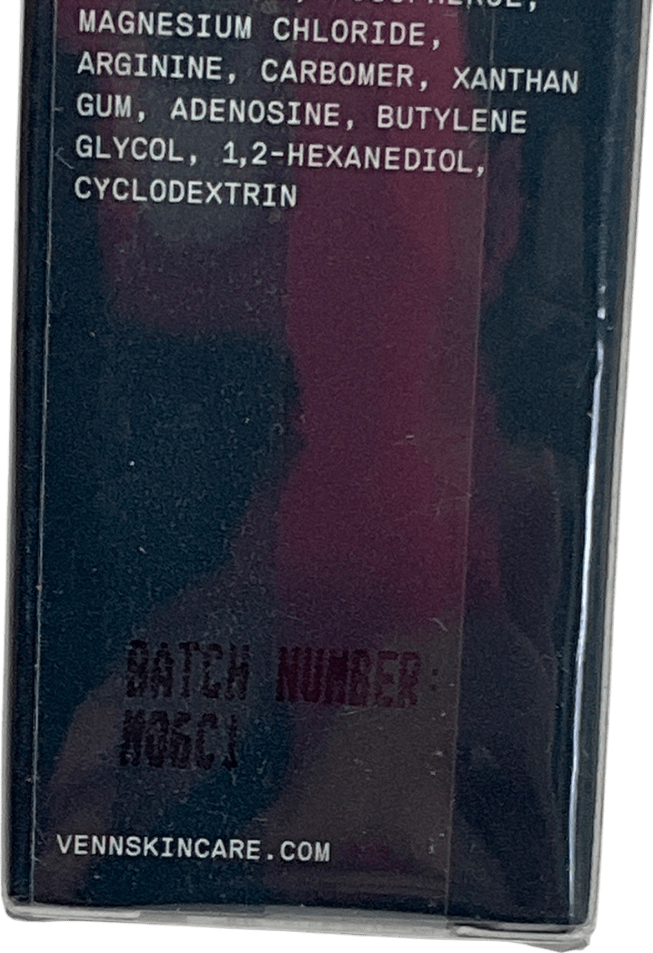 MAGNESIUM CHLORIDE,
ARGININE, CARBOMER, XANTHAN
GUM, ADENOSINE, BUTYLENE
GLYCOL, 1,2-HEXANEDIOL,
CYCLODEXTRIN
BATCH NUMBER:
VENNSKINCARE.COM